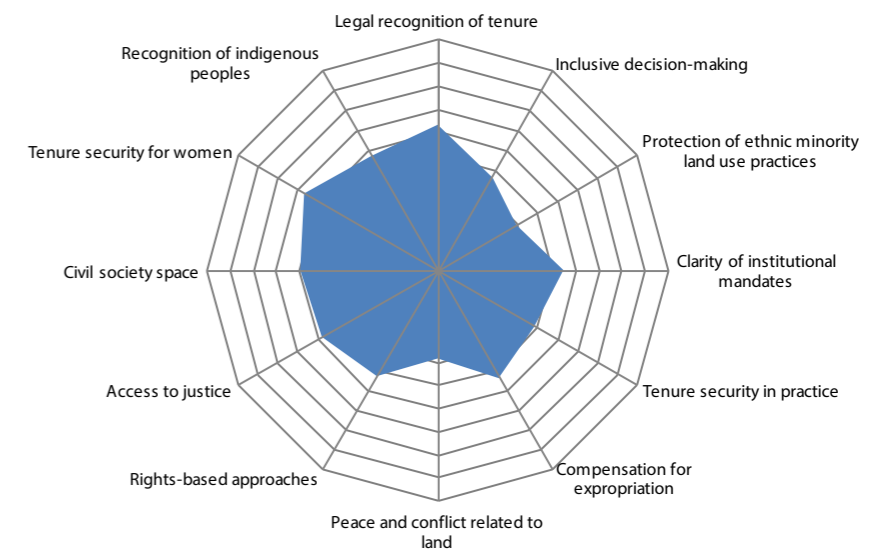 Legal recognition of tenure
Inclusive decision-making
Protection of ethnic minority
land use practices
Clarity of institutional
mandates
Tenure security in practice
Compensation for
expropriation
Peace and conflict related to
land
Rights-based approaches
Access to justice
Civil society space
Tenure security for women
Recognition of indigenous
peoples